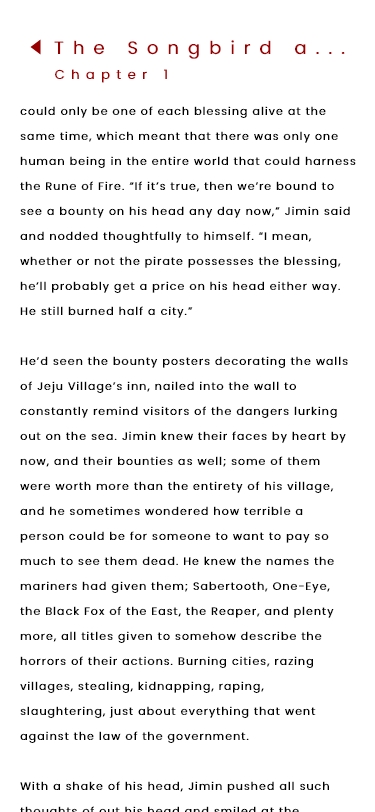 The Songbird a...
Chapter 1
could only be one of each blessing alive at the
same time, which meant that there was only one
human being in the entire world that could harness
the Rune of Fire. “If it’s true, then we’re bound to
see a bounty on his head any day now,” Jimin said
and nodded thoughtfully to himself. “I mean,
whether or not the pirate possesses the blessing,
he’ll probably get a price on his head either way.
He still burned half a city.”
He’d seen the bounty posters decorating the walls
of Jeju Village’s inn, nailed into the wall to
constantly remind visitors of the dangers lurking
out on the sea. Jimin knew their faces by heart by
now, and their bounties as well; some of them
were worth more than the entirety of his village,
and he sometimes wondered how terrible a
person could be for someone to want to pay so
much to see them dead. He knew the names the
mariners had given them; Sabertooth, One-Eye,
the Black Fox of the East, the Reaper, and plenty
more, all titles given to somehow describe the
horrors of their actions. Burning cities, razing
villages, stealing, kidnapping, raping,
slaughtering, just about everything that went
against the law of the government.
With a shake of his head, Jimin pushed all such
thoughts of out his head and smiled at the